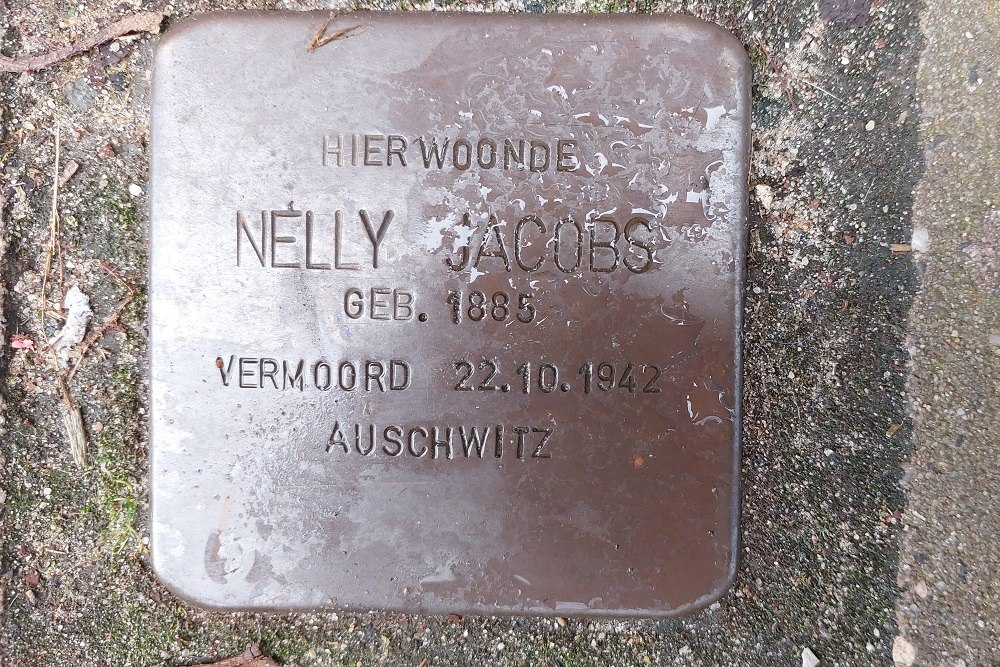 HIER WOONDE
NELLY JACOBS
GEB. 1885
VERMOORD 22.10.1942
AUSCHWITZ